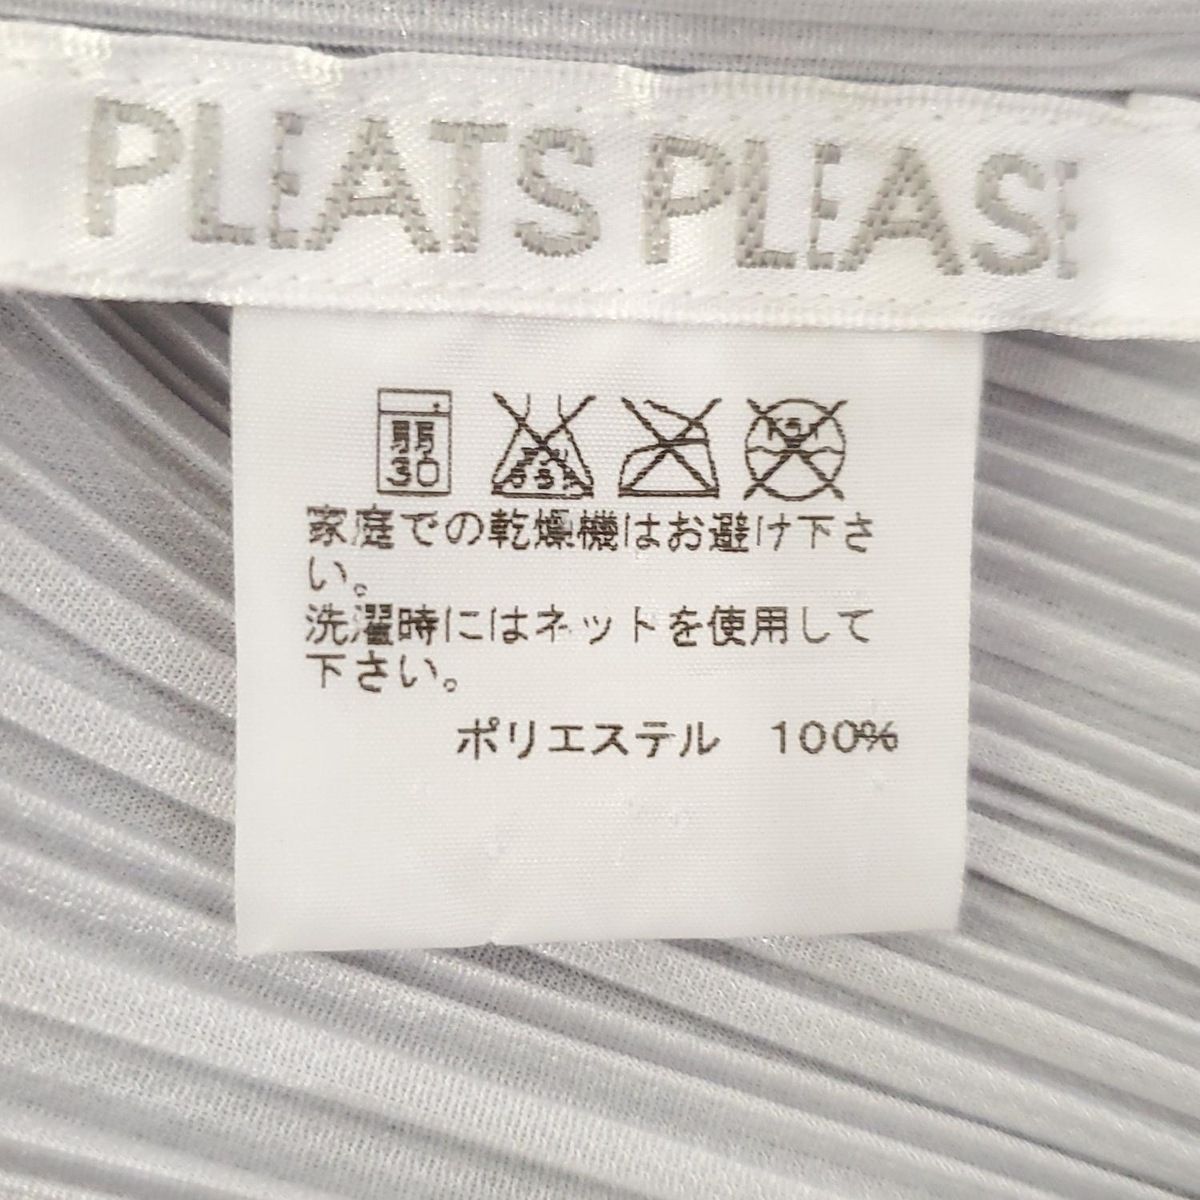 PLEATS PLEASE
弱
30
家庭での乾燥機はお避け下さ
い。
洗濯時にはネットを使用して
下さい。
ポリエステル 100%